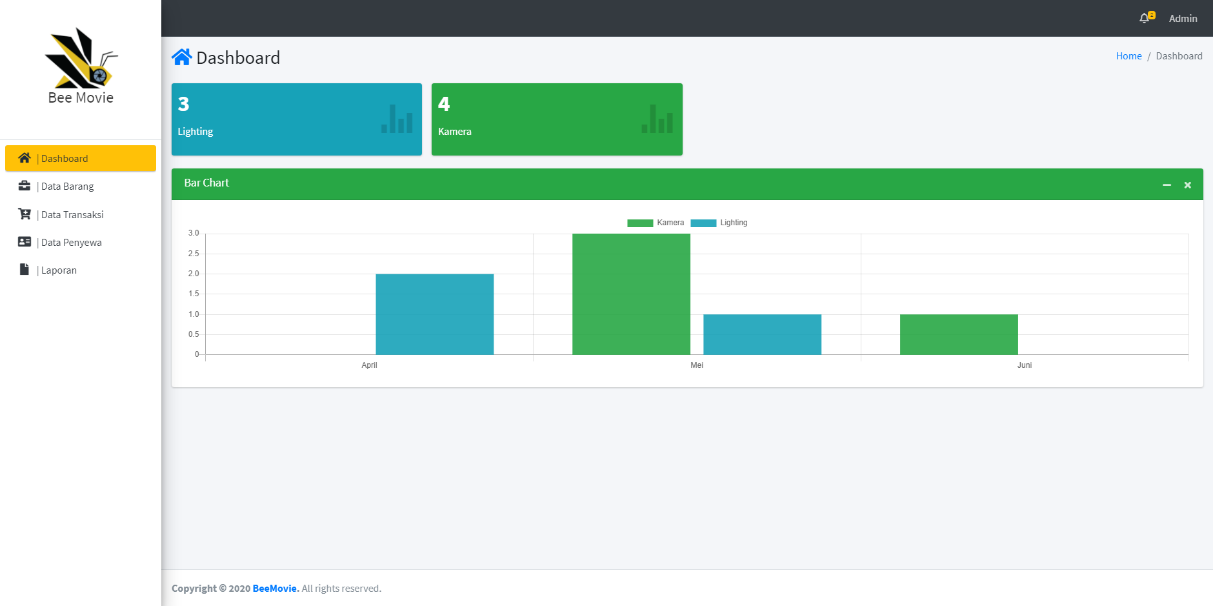 Admin
Bee Movie
| Dashboard
| Data Barang
| Data Transaksi
| Data Penyewa
| Laporan
Dashboard
Home / Dashboard
3
Lighting
4
Kamera
Bar Chart
Kamera Lighting
3.0
2.5
2.0
1.5
1.0
0.5
0
April Mei Juni
Copyright © 2020 BeeMovie. All rights reserved.